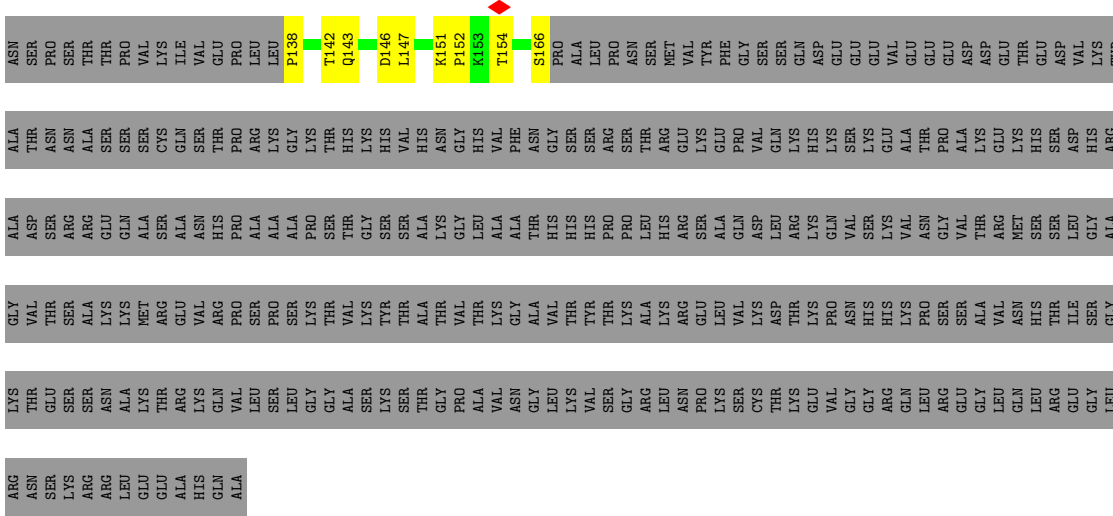 ASN SER PRO SER THR THR PRO VAL LYS ILE VAL GLU PRO LEU LEU P138 T142 Q143 D146 L147 K151 P152 K153 T154 S166 PRO ALA LEU PRO ASN SER MET VAL TYR PHE GLY SER SER GLN ASP GLU GLU GLU VAL GLU GLU GLU ASP ASP GLU THR GLU ASP VAL LYS
ALA THR ASN ASN ALA SER SER SER CYS GLN SER THR PRO ARG LYS GLY LYS THR HIS LYS HIS VAL HIS ASN GLY HIS VAL PHE ASN GLY SER SER ARG SER THR ARG GLU LYS GLU PRO VAL GLN LYS HIS LYS SER LYS GLU ALA THR PRO ALA LYS GLU LYS HIS SER ASP HIS ARG
ALA ASP SER ARG ARG GLU GLN ALA SER ALA ASN HIS PRO ALA ALA ALA PRO SER THR GLY SER SER ALA LYS GLY LEU ALA ALA THR HIS HIS HIS PRO PRO LEU HIS ARG SER ALA GLN ASP LEU ARG LYS GLN VAL SER LYS VAL ASN GLY VAL THR ARG MET SER SER LEU GLY ALA
GLY VAL THR SER ALA LYS LYS MET ARG GLU VAL ARG PRO SER PRO SER LYS THR VAL LYS TYR THR ALA THR VAL THR LYS GLY ALA VAL THR TYR THR LYS ALA LYS ARG GLU LEU VAL LYS ASP THR LYS PRO ASN HIS HIS LYS PRO SER SER ALA VAL ASN HIS THR ILE SER GLY
LYS THR GLU SER SER ASN ALA LYS THR ARG LYS GLN VAL LEU SER LEU GLY GLY ALA SER LYS SER THR GLY PRO ALA VAL ASN GLY LEU LYS VAL SER GLY ARG LEU ASN PRO LYS SER CYS THR LYS GLU VAL GLY GLY ARG GLN LEU ARG GLU GLY LEU GLN LEU ARG GLU GLY LEU
ARG ASN SER LYS ARG ARG LEU GLU GLU ALA HIS GLN ALA